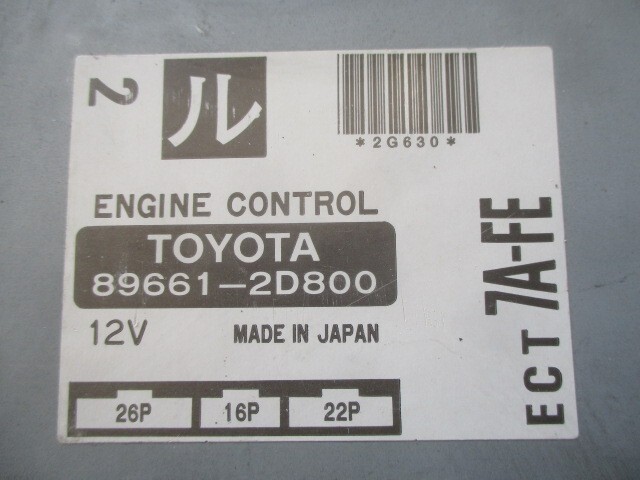 2
ル
*2G630*
ENGINE CONTROL
TOYOTA
89661-2D800
12V MADE IN JAPAN
26P 16P 22P
ECT 7A-FE